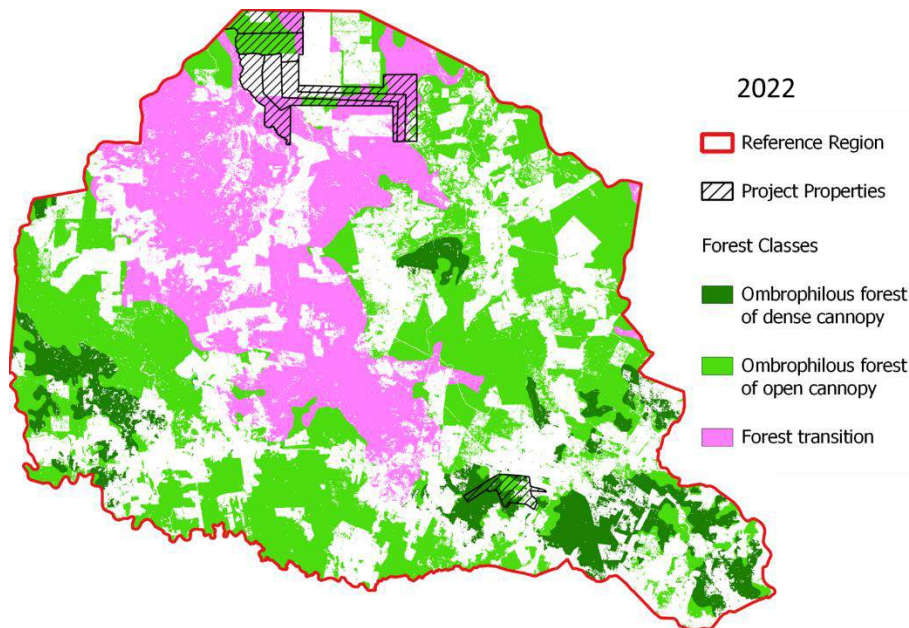 2022
Reference Region
Project Properties
Forest Classes
Ombrophilous forest
of dense cannopy
Ombrophilous forest
of open cannopy
Forest transition